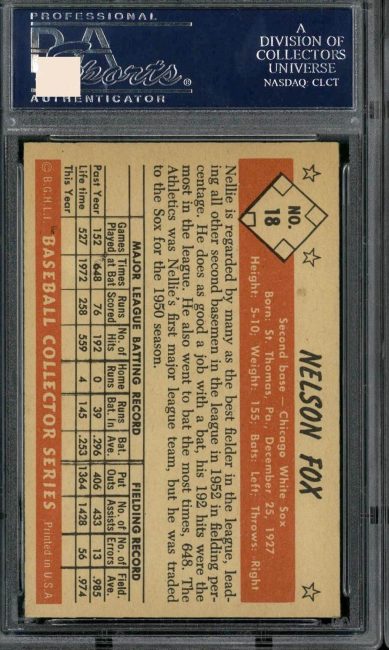 PROFESSIONAL
Sports
®
AUTHENTICATOR
A
DIVISION OF
COLLECTORS
UNIVERSE
NASDAQ: CLCT
NO.
18
NELSON FOX
Second base — Chicago White Sox
Born: St. Thomas, Pa., December 25, 1927
Height: 5-10, Weight: 155; Bats: Left; Throws: Right
Nellie is regarded by many as the best fielder in the league, lead-
ing all other second basemen in the league in 1952 in fielding per-
centage. He does as good a job with a bat, his 192 hits were the
most in the league. He also went to bat the most times, 648. The
Athletics was Nellie's first major league team, but he was traded
to the Sox for the 1950 season.
MAJOR LEAGUE BATTING RECORD FIELDING RECORD
Games Times Runs No. of Home Runs Bat. Put No. of No. of Field.
Played at Bat Scored Hits Runs Bat. In Ave. Outs Assists Errors Ave.
Past Year 152 648 76 192 0 39 .296 406 433 13 .985
Life time 527 1972 258 559 4 145 .253 1364 1428 56 .974
This Year
© B.G.H.L.I. BASEBALL COLLECTOR SERIES Printed in U.S.A